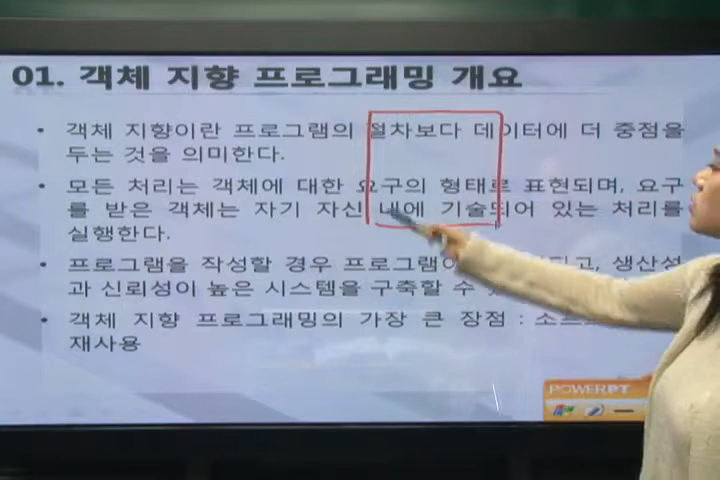 01. 객체 지향 프로그래밍 개요
• 객체 지향이란 프로그램의 절차보다 데이터에 더 중점을
두는 것을 의미한다.
• 모든 처리는 객체에 대한 요구의 형태로 표현되며, 요구
를 받은 객체는 자기 자신 내에 기술되어 있는 처리를
실행한다.
• 프로그램을 작성할 경우 프로그램이 생산성
과 신뢰성이 높은 시스템을 구축할 수
• 객체 지향 프로그래밍의 가장 큰 장점 :
재사용
POWERPT